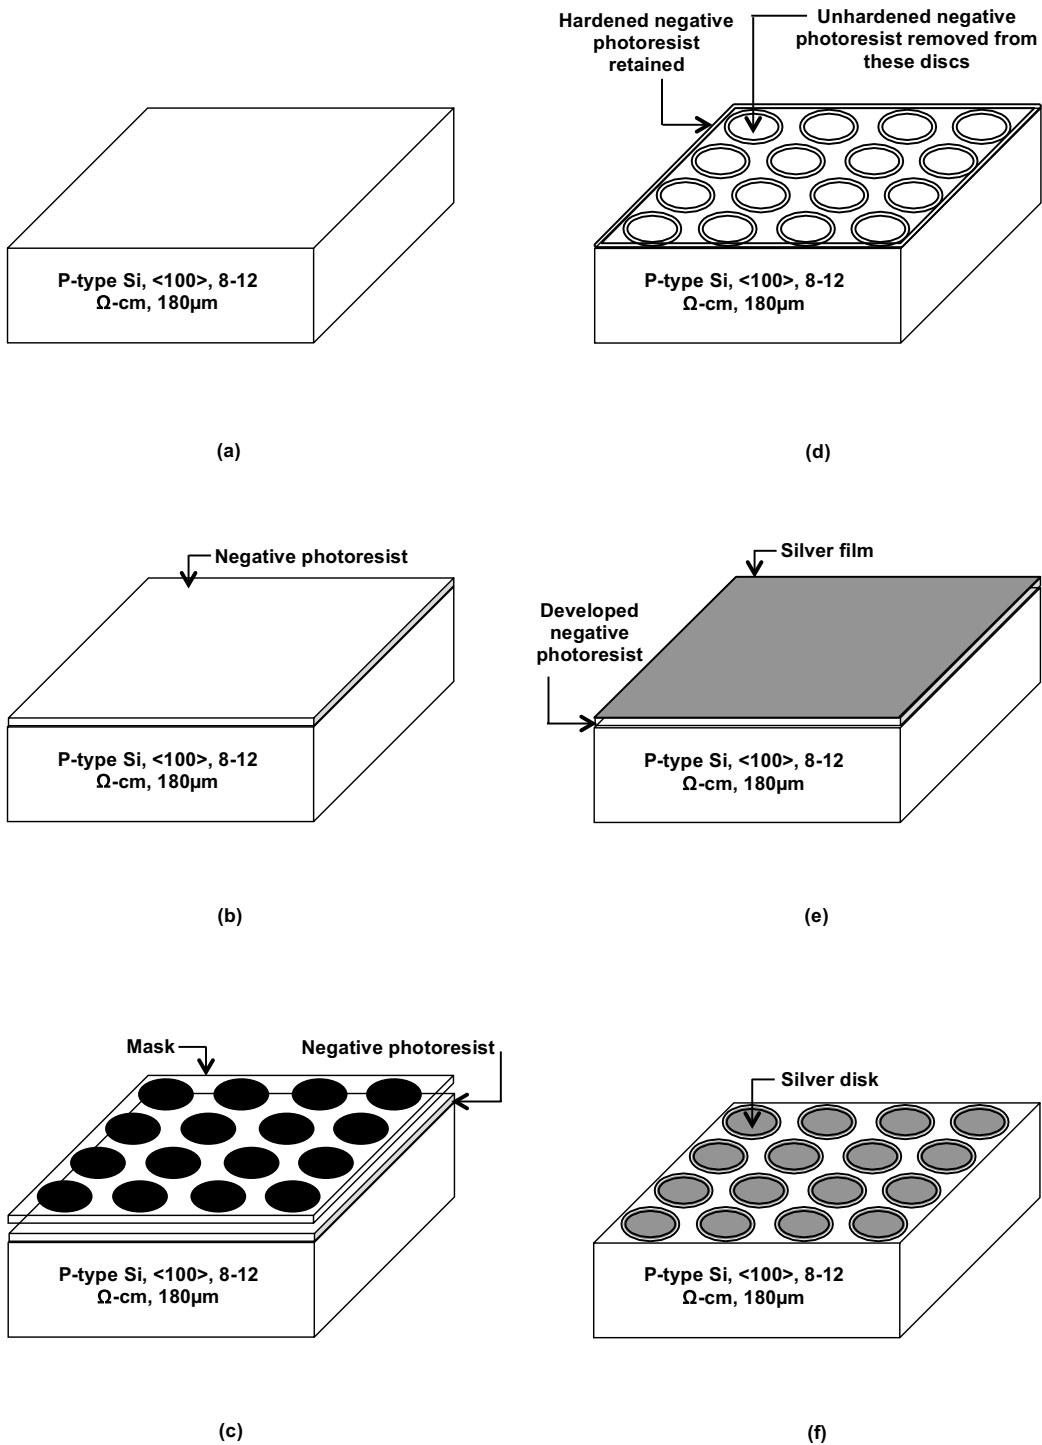 P-type Si, <100>, 8-12
Ω-cm, 180µm
(a)
Negative photoresist
P-type Si, <100>, 8-12
Ω-cm, 180µm
(b)
Mask
Negative photoresist
P-type Si, <100>, 8-12
Ω-cm, 180µm
(c)
Hardened negative
photoresist
retained
Unhardened negative
photoresist removed from
these discs
P-type Si, <100>, 8-12
Ω-cm, 180µm
(d)
Silver film
Developed
negative
photoresist
P-type Si, <100>, 8-12
Ω-cm, 180µm
(e)
Silver disk
P-type Si, <100>, 8-12
Ω-cm, 180µm
(f)